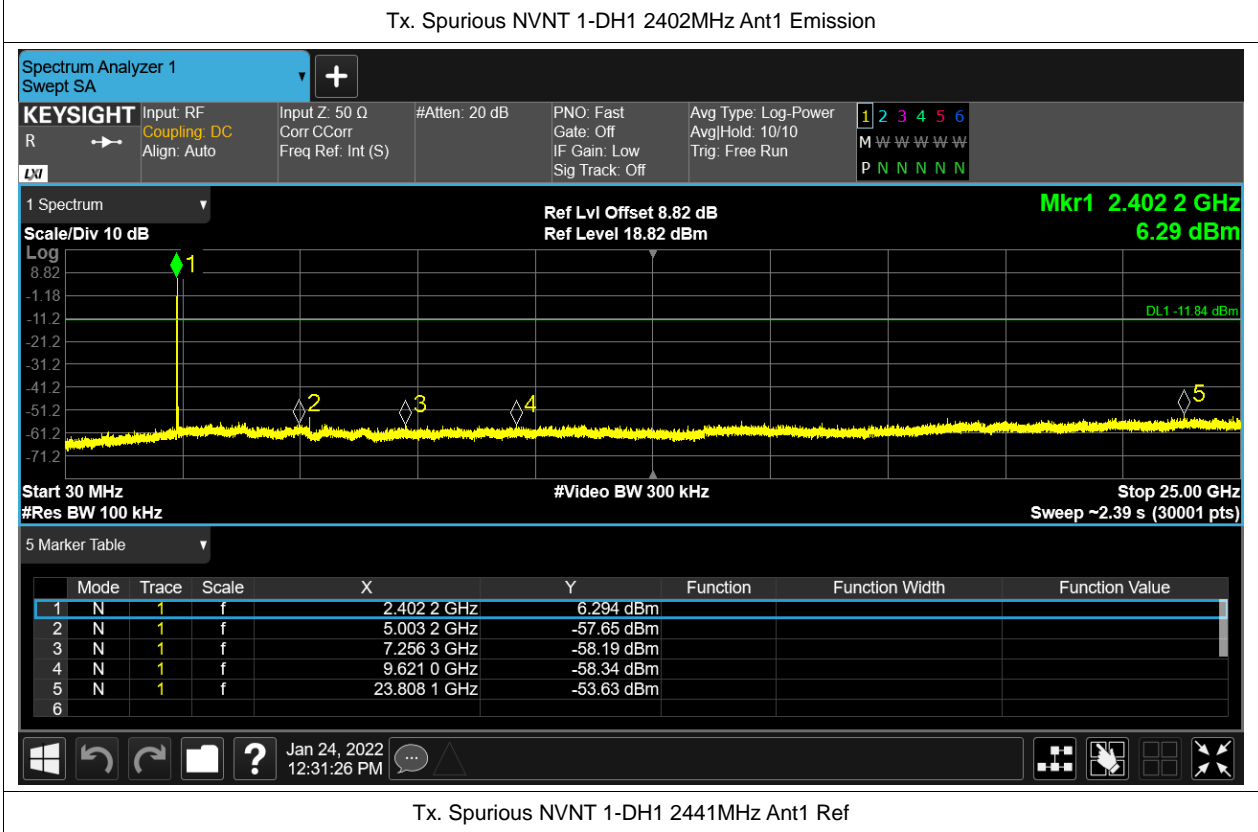 Tx. Spurious NVNT 1-DH1 2402MHz Ant1 Emission
Spectrum Analyzer 1
Swept SA
KEYSIGHT
R
LXI
Input: RF
Coupling: DC
Align: Auto
Input Z: 50 Ω
Corr CCorr
Freq Ref: Int (S)
#Atten: 20 dB
PNO: Fast
Gate: Off
IF Gain: Low
Sig Track: Off
Avg Type: Log-Power
Avg|Hold: 10/10
Trig: Free Run
1 2 3 4 5 6
M W W W W W
P N N N N N
1 Spectrum
Scale/Div 10 dB
Ref Lvl Offset 8.82 dB
Ref Level 18.82 dBm
Mkr1 2.402 2 GHz
6.29 dBm
Log
8.82
-1.18
-11.2
-21.2
-31.2
-41.2
-51.2
-61.2
-71.2
1
DL1 -11.84 dBm
2
3
4
5
Start 30 MHz
#Video BW 300 kHz
Stop 25.00 GHz
#Res BW 100 kHz
Sweep ~2.39 s (30001 pts)
5 Marker Table
Mode Trace Scale X Y Function Function Width Function Value
1 N 1 f 2.402 2 GHz 6.294 dBm
2 N 1 f 5.003 2 GHz -57.65 dBm
3 N 1 f 7.256 3 GHz -58.19 dBm
4 N 1 f 9.621 0 GHz -58.34 dBm
5 N 1 f 23.808 1 GHz -53.63 dBm
6
?
Jan 24, 2022
12:31:26 PM
Tx. Spurious NVNT 1-DH1 2441MHz Ant1 Ref